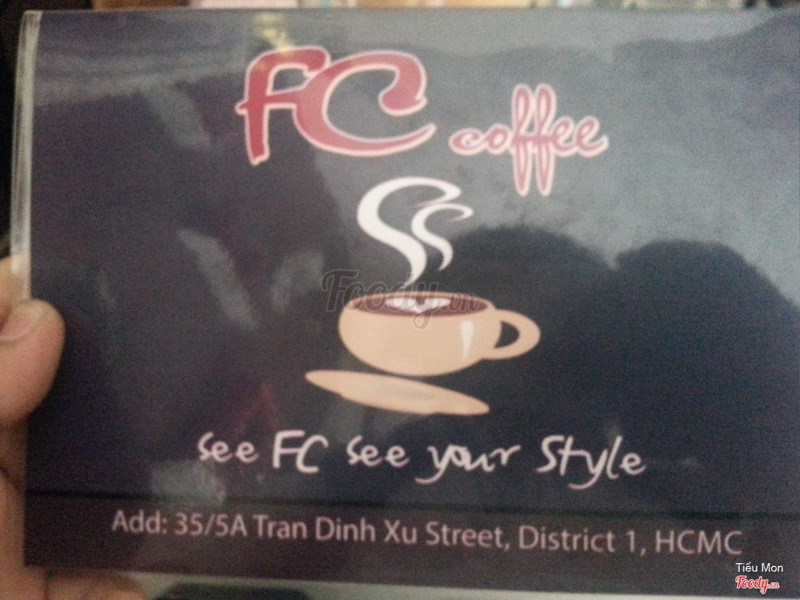 FC coffee
Foody.vn
see FC see your Style
Add: 35/5A Tran Dinh Xu Street, District 1, HCMC
Tiểu Mon
Foody.vn